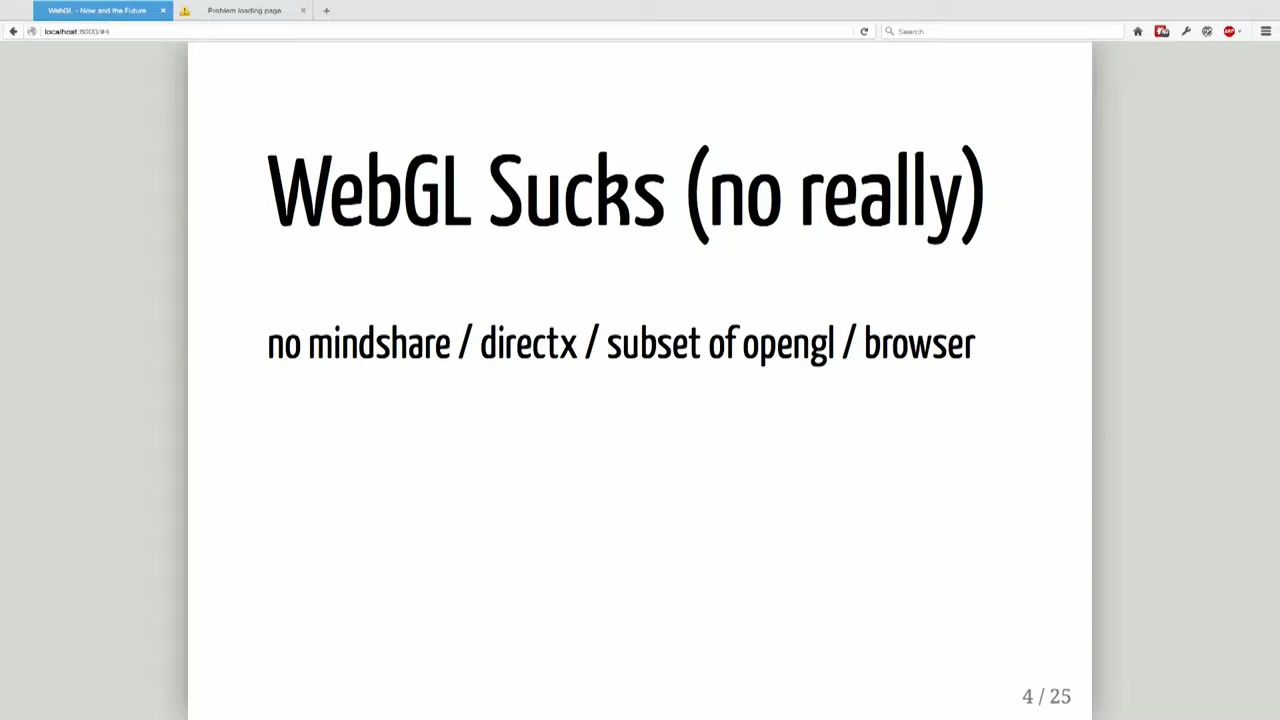 WebGL - Now and the Future
Problem loading page
localhost:8000/#4
Search
WebGL Sucks (no really)
no mindshare / directx / subset of opengl / browser
4 / 25